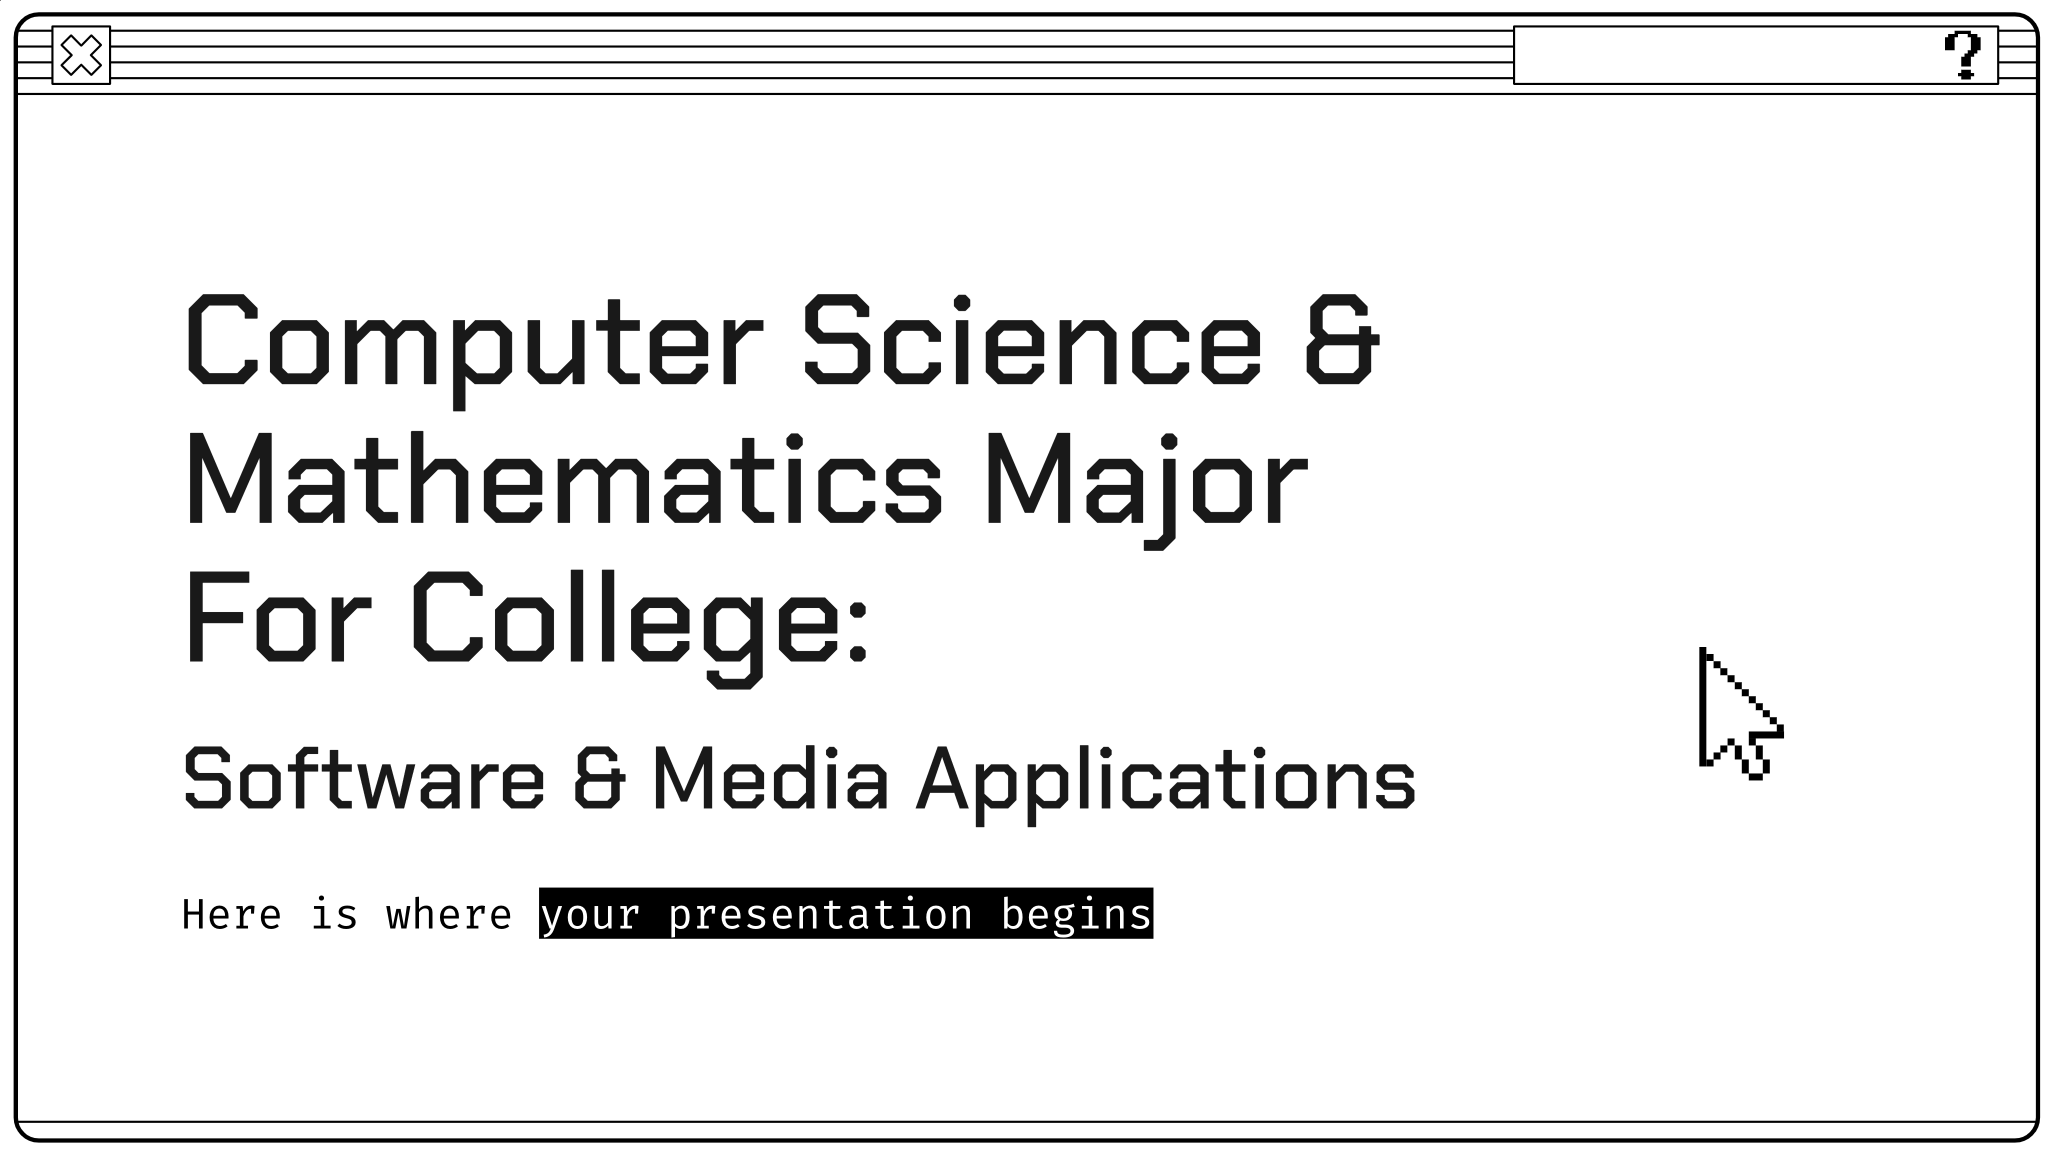 ?
Computer Science &
Mathematics Major
For College:
Software & Media Applications
Here is where your presentation begins